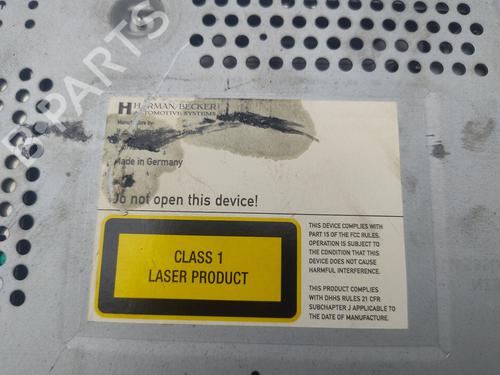 B-PARTS
H HARMAN/BECKER
AUTOMOTIVE SYSTEMS
Manufacture by
Made in Germany
Do not open this device!
CLASS 1
LASER PRODUCT
THIS DEVICE COMPLIES WITH
PART 15 OF THE FCC RULES.
OPERATION IS SUBJECT TO
THE CONDITION THAT THIS
DEVICE DOES NOT CAUSE
HARMFUL INTERFERENCE.
THIS PRODUCT COMPLIES
WITH DHHS RULES 21 CFR
SUBCHAPTER J APPLICABLE TO
THE DATE OF MANUFACTURE.